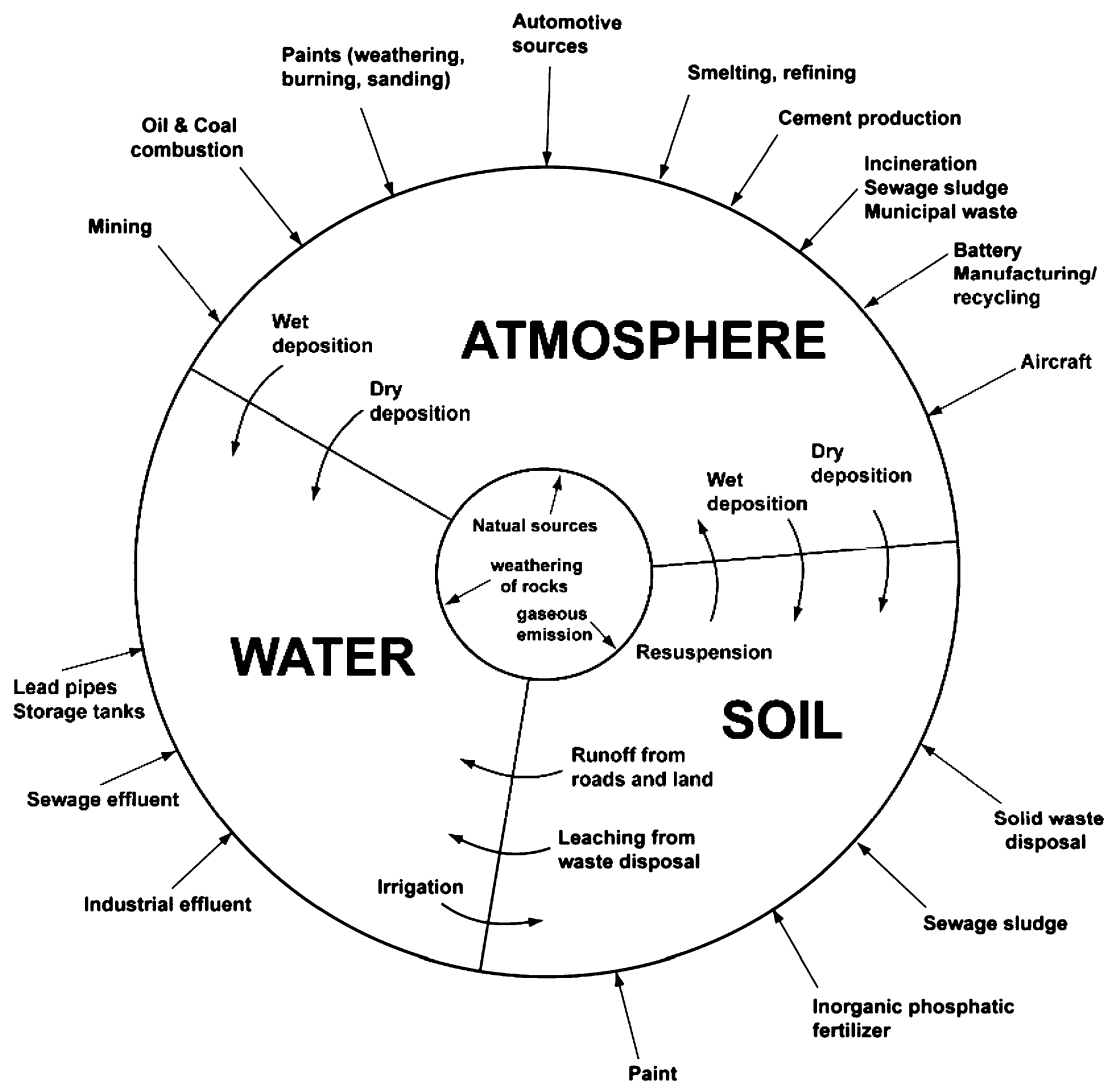 Automotive
sources
Paints (weathering,
burning, sanding)
Smelting, refining
Oil & Coal
combustion
Cement production
Incineration
Sewage sludge
Municipal waste
Mining
Battery
Manufacturing/
recycling
Wet
deposition
ATMOSPHERE
Aircraft
Dry
deposition
Dry
deposition
Wet
deposition
Natual sources
weathering
of rocks
gaseous
emission
WATER
Resuspension
Lead pipes
Storage tanks
SOIL
Runoff from
roads and land
Sewage effluent
Solid waste
disposal
Leaching from
waste disposal
Irrigation
Industrial effluent
Sewage sludge
Inorganic phosphatic
fertilizer
Paint